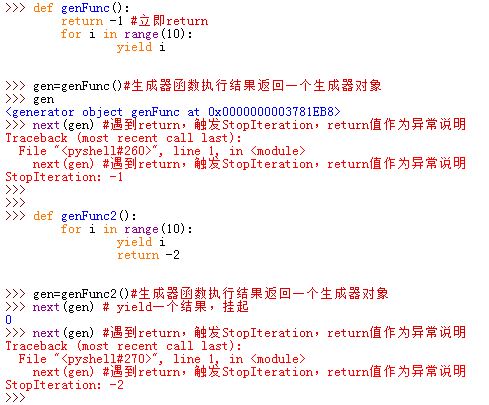 >>> def genFunc():
        return -1 #立即return
        for i in range(10):
                yield i
>>> gen=genFunc()#生成器函数执行结果返回一个生成器对象
>>> gen
<generator object genFunc at 0x0000000003781EB8>
>>> next(gen) #遇到return，触发StopIteration，return值作为异常说明
Traceback (most recent call last):
  File "<pyshell#260>", line 1, in <module>
    next(gen) #遇到return，触发StopIteration，return值作为异常说明
StopIteration: -1
>>>
>>>
>>> def genFunc2():
        for i in range(10):
                yield i
                return -2
>>> gen=genFunc2()#生成器函数执行结果返回一个生成器对象
>>> next(gen) # yield一个结果，挂起
0
>>> next(gen) #遇到return，触发StopIteration，return值作为异常说明
Traceback (most recent call last):
  File "<pyshell#270>", line 1, in <module>
    next(gen) #遇到return，触发StopIteration，return值作为异常说明
StopIteration: -2
>>>